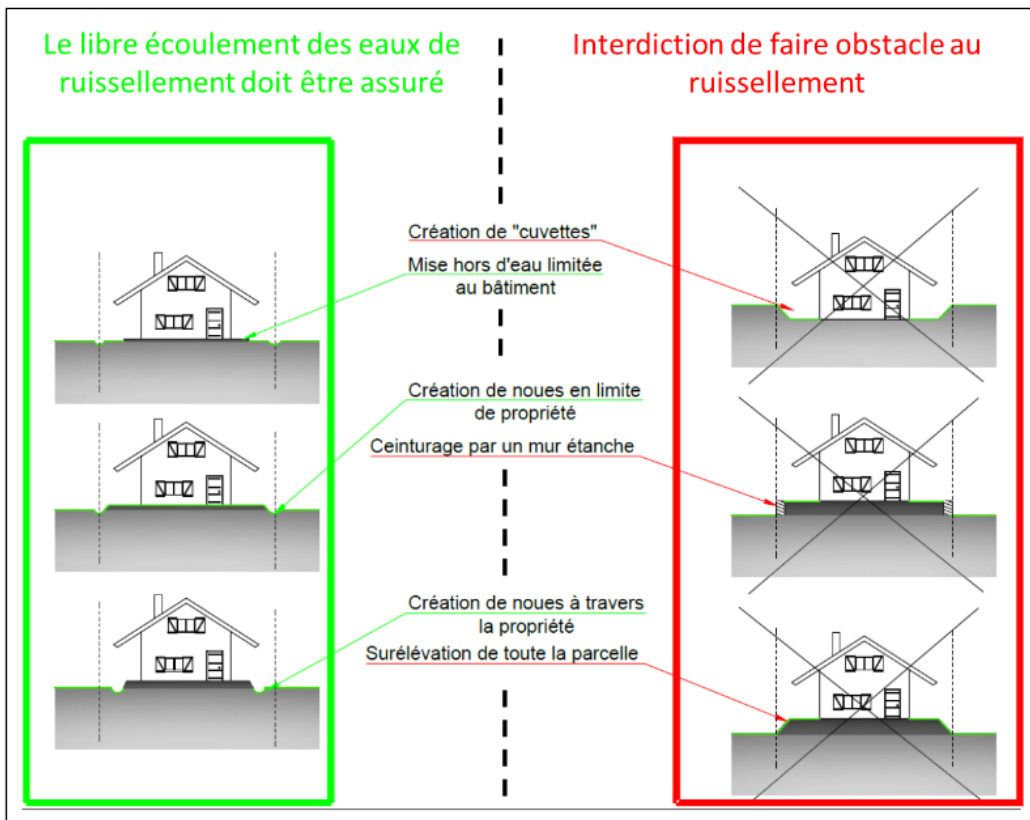 Le libre écoulement des eaux de
ruissellement doit être assuré
Interdiction de faire obstacle au
ruissellement
Création de "cuvettes"
Mise hors d'eau limitée
au bâtiment
Création de noues en limite
de propriété
Ceinturage par un mur étanche
Création de noues à travers
la propriété
Surélévation de toute la parcelle